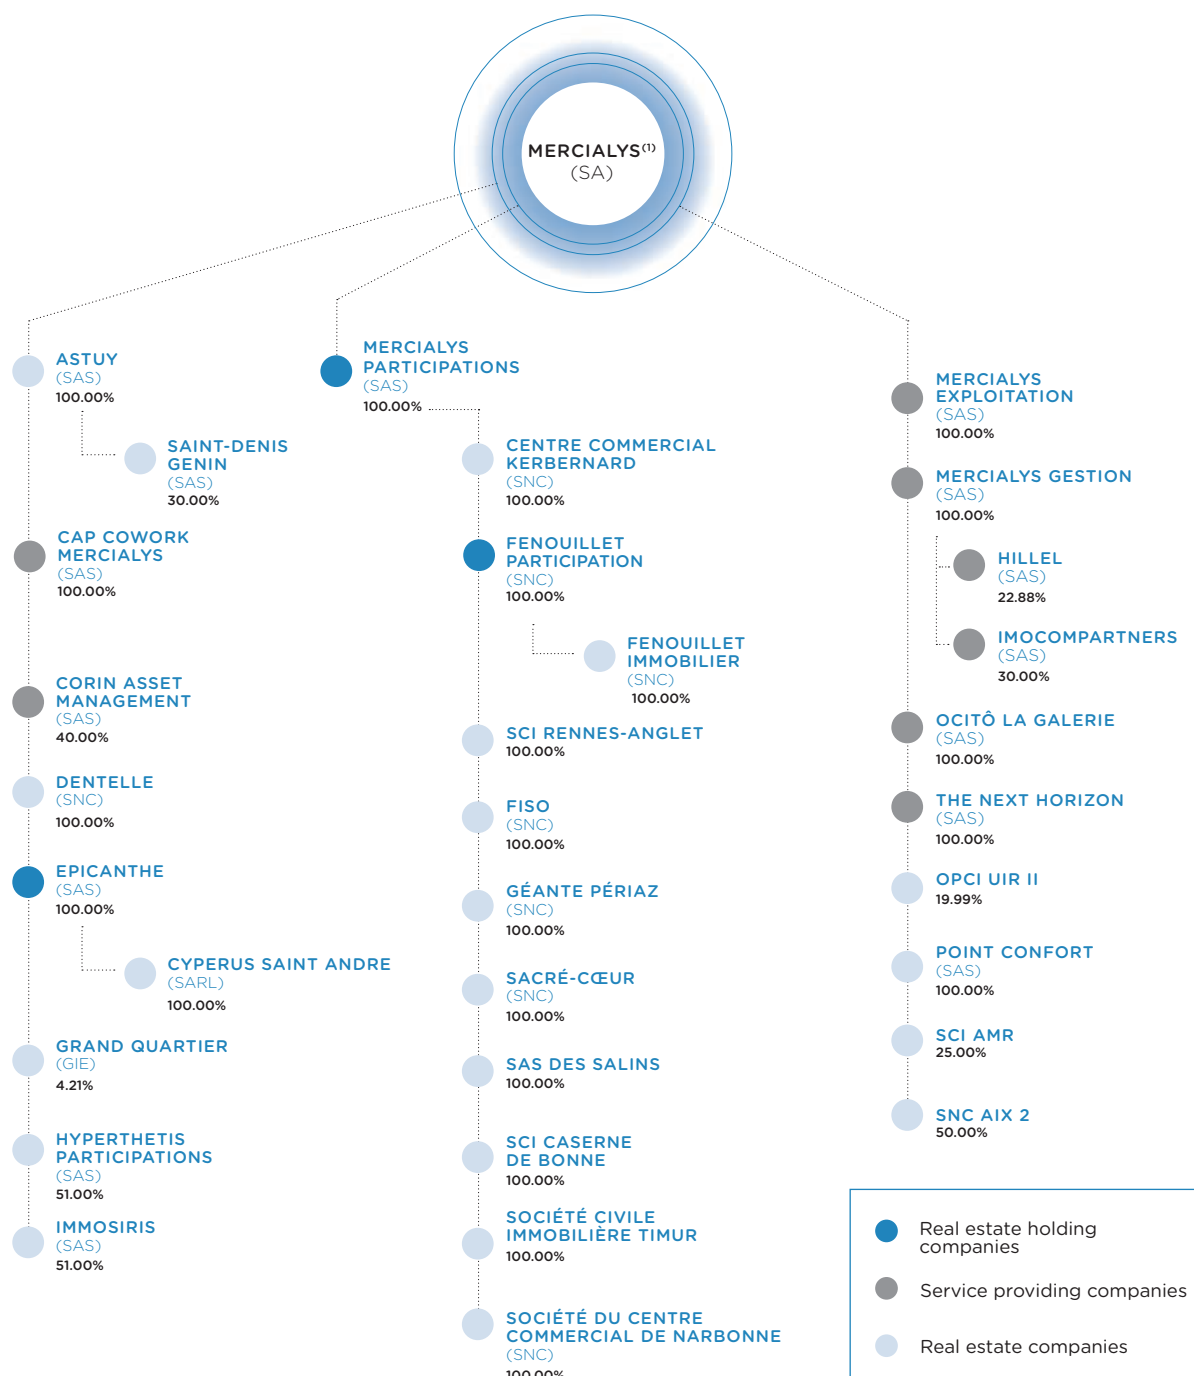 MERCIALYS(1)
(SA)
ASTUY
(SAS)
100.00%
SAINT-DENIS
GENIN
(SAS)
30.00%
CAP COWORK
MERCIALYS
(SAS)
100.00%
CORIN ASSET
MANAGEMENT
(SAS)
40.00%
DENTELLE
(SNC)
100.00%
EPICANTHE
(SAS)
100.00%
CYPERUS SAINT ANDRE
(SARL)
100.00%
GRAND QUARTIER
(GIE)
4.21%
HYPERTHETIS
PARTICIPATIONS
(SAS)
51.00%
IMMOSIRIS
(SAS)
51.00%
MERCIALYS
PARTICIPATIONS
(SAS)
100.00%
CENTRE COMMERCIAL
KERBERNARD
(SNC)
100.00%
FENOUILLET
PARTICIPATION
(SNC)
100.00%
FENOUILLET
IMMOBILIER
(SNC)
100.00%
SCI RENNES-ANGLET
100.00%
FISO
(SNC)
100.00%
GÉANTE PÉRIAZ
(SNC)
100.00%
SACRÉ-CŒUR
(SNC)
100.00%
SAS DES SALINS
100.00%
SCI CASERNE
DE BONNE
100.00%
SOCIÉTÉ CIVILE
IMMOBILIÈRE TIMUR
100.00%
SOCIÉTÉ DU CENTRE
COMMERCIAL DE NARBONNE
(SNC)
100.00%
MERCIALYS
EXPLOITATION
(SAS)
100.00%
MERCIALYS GESTION
(SAS)
100.00%
HILLEL
(SAS)
22.88%
IMOCOMPARTNERS
(SAS)
30.00%
OCITÔ LA GALERIE
(SAS)
100.00%
THE NEXT HORIZON
(SAS)
100.00%
OPCI UIR II
19.99%
POINT CONFORT
(SAS)
100.00%
SCI AMR
25.00%
SNC AIX 2
50.00%
Real estate holding
companies
Service providing companies
Real estate companies